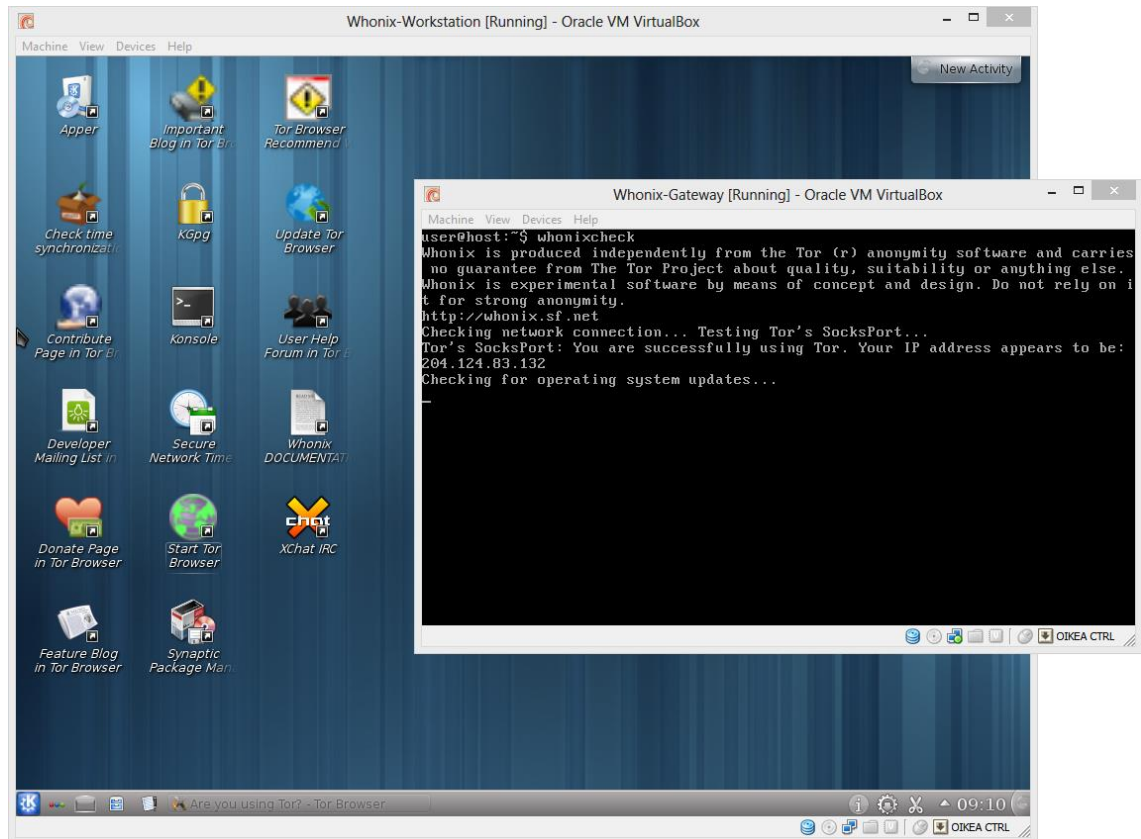 Whonix-Workstation [Running] - Oracle VM VirtualBox
Machine View Devices Help
New Activity
Apper
Important
Blog in Tor Br
Tor Browser
Recommend
Check time
synchronizatio
KGpg
Update Tor
Browser
Contribute
Page in Tor Br
Konsole
User Help
Forum in Tor
Developer
Mailing List in
Secure
Network Time
Whonix
DOCUMENTAT
Donate Page
in Tor Browser
Start Tor
Browser
chat
XChat IRC
Feature Blog
in Tor Browser
Synaptic
Package Man
Whonix-Gateway [Running] - Oracle VM VirtualBox
Machine View Devices Help
user@host:~$ whonixcheck
Whonix is produced independently from the Tor (r) anonymity software and carries
no guarantee from The Tor Project about quality, suitability or anything else.
Whonix is experimental software by means of concept and design. Do not rely on i
t for strong anonymity.
http://whonix.sf.net
Checking network connection... Testing Tor's SocksPort...
Tor's SocksPort: You are successfully using Tor. Your IP address appears to be:
204.124.83.132
Checking for operating system updates...
OIKEA CTRL
Are you using Tor? - Tor Browser
09:10
OIKEA CTRL